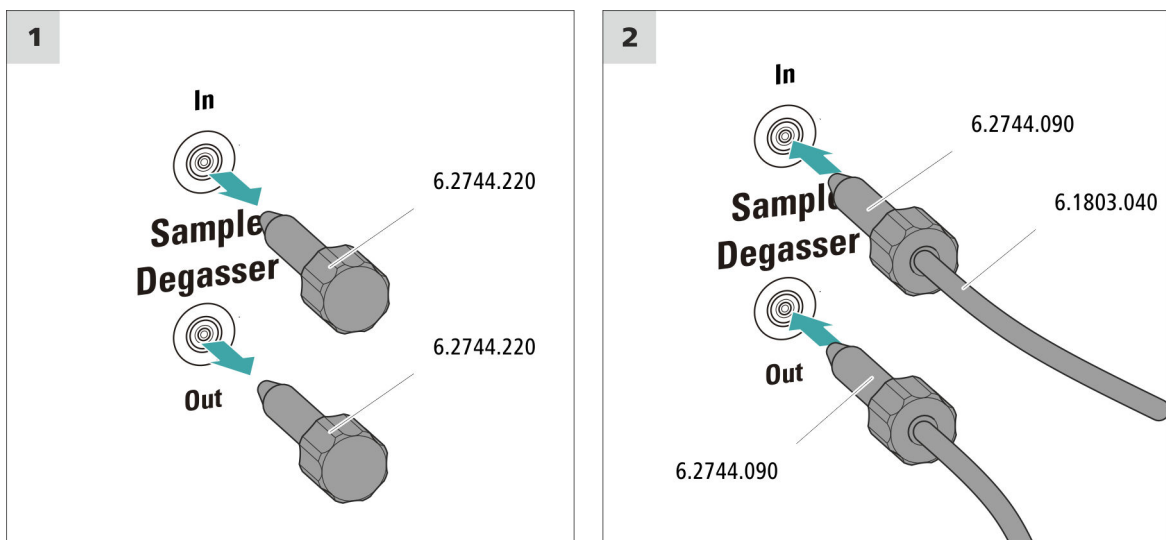 1
In
6.2744.220
Sample
Degasser
6.2744.220
Out
2
In
6.2744.090
6.1803.040
Sample
Degasser
Out
6.2744.090